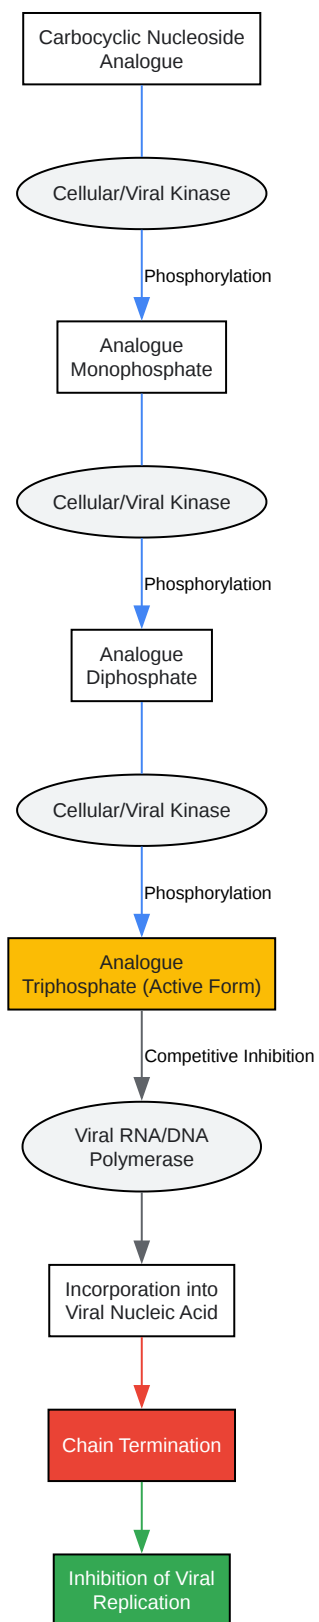 Carbocyclic Nucleoside
Analogue
Cellular/Viral Kinase
Phosphorylation
Analogue
Monophosphate
Cellular/Viral Kinase
Phosphorylation
Analogue
Diphosphate
Cellular/Viral Kinase
Phosphorylation
Analogue
Triphosphate (Active Form)
Competitive Inhibition
Viral RNA/DNA
Polymerase
Incorporation into
Viral Nucleic Acid
Chain Termination
Inhibition of Viral
Replication